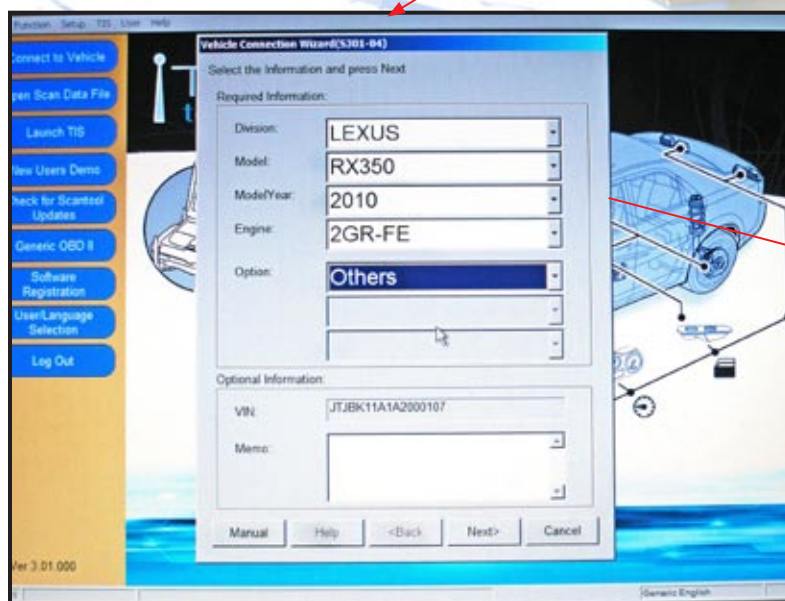 Function Setup TIS User Help
Connect to Vehicle
Open Scan Data File
Launch TIS
New Users Demo
Check for Scantool
Updates
Generic OBD II
Software
Registration
User/Language
Selection
Log Out
Ver 3.01.000
Vehicle Connection Wizard(S301-04)
Select the Information and press Next
Required Information:
Division: LEXUS
Model: RX350
ModelYear: 2010
Engine: 2GR-FE
Option: Others
Optional Information:
VIN: JTJBK11A1A2000107
Memo:
Manual Help <Back Next> Cancel
Generic English